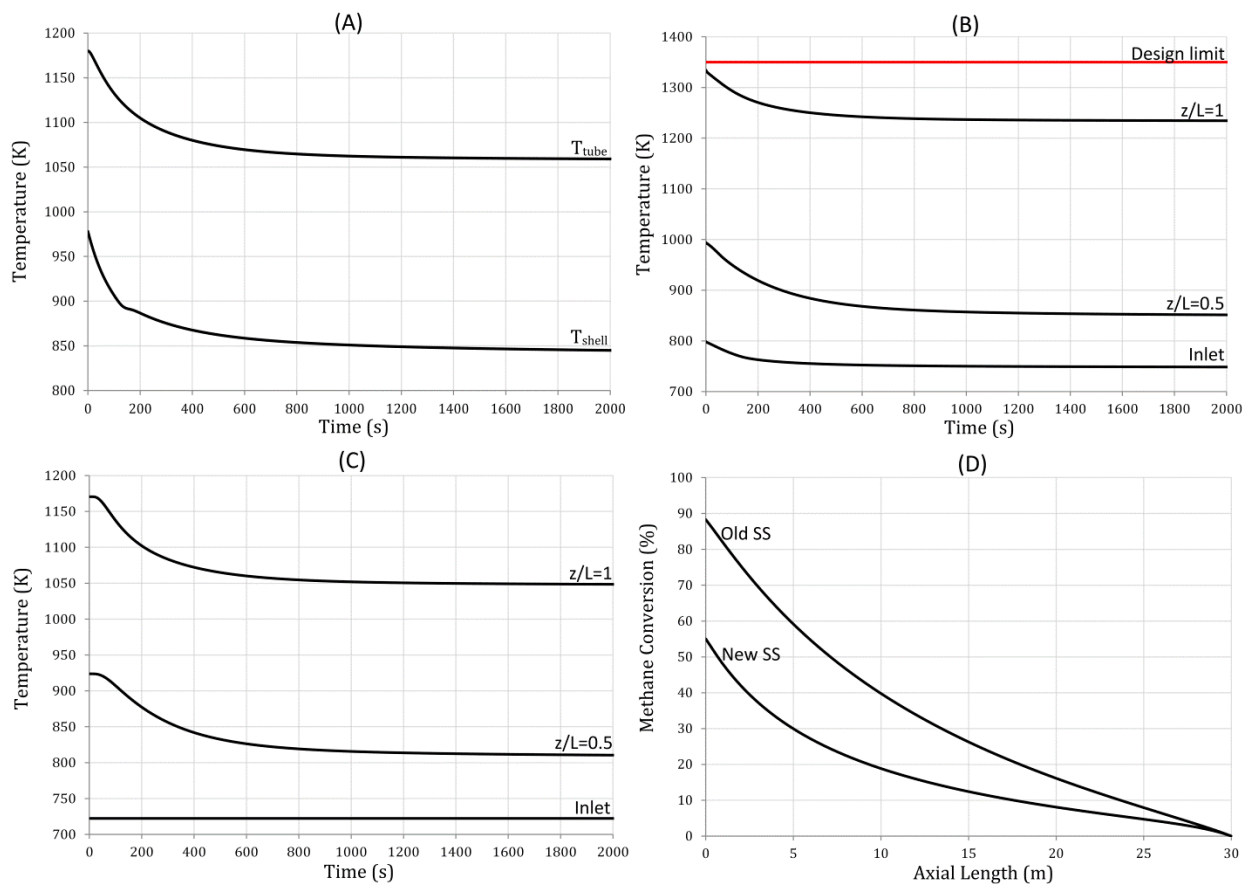 (A)
1200
1150
1100
1050
1000
950
900
850
800
Temperature (K)
Ttube
Tshell
0 200 400 600 800 1000 1200 1400 1600 1800 2000
Time (s)
(B)
1400
1300
1200
1100
1000
900
800
700
Temperature (K)
Design limit
z/L=1
z/L=0.5
Inlet
0 200 400 600 800 1000 1200 1400 1600 1800 2000
Time (s)
(C)
1200
1150
1100
1050
1000
950
900
850
800
750
700
Temperature (K)
z/L=1
z/L=0.5
Inlet
0 200 400 600 800 1000 1200 1400 1600 1800 2000
Time (s)
(D)
100
90
80
70
60
50
40
30
20
10
0
Methane Conversion (%)
Old SS
New SS
0 5 10 15 20 25 30
Axial Length (m)